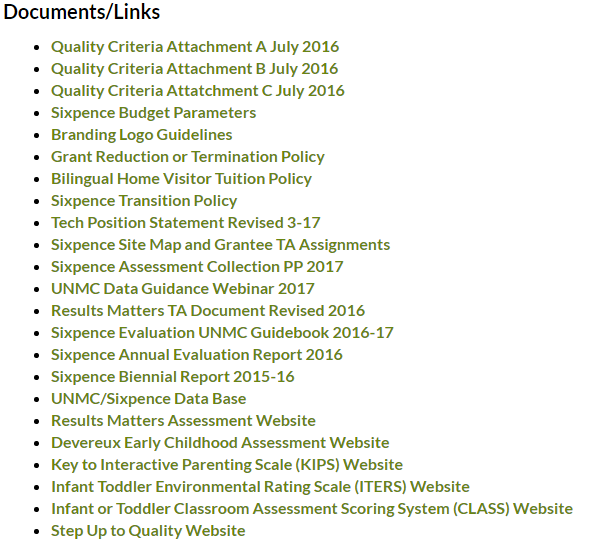 Documents/Links
Quality Criteria Attachment A July 2016
Quality Criteria Attachment B July 2016
Quality Criteria Attatchment C July 2016
Sixpence Budget Parameters
Branding Logo Guidelines
Grant Reduction or Termination Policy
Bilingual Home Visitor Tuition Policy
Sixpence Transition Policy
Tech Position Statement Revised 3-17
Sixpence Site Map and Grantee TA Assignments
Sixpence Assessment Collection PP 2017
UNMC Data Guidance Webinar 2017
Results Matters TA Document Revised 2016
Sixpence Evaluation UNMC Guidebook 2016-17
Sixpence Annual Evaluation Report 2016
Sixpence Biennial Report 2015-16
UNMC/Sixpence Data Base
Results Matters Assessment Website
Devereux Early Childhood Assessment Website
Key to Interactive Parenting Scale (KIPS) Website
Infant Toddler Environmental Rating Scale (ITERS) Website
Infant or Toddler Classroom Assessment Scoring System (CLASS) Website
Step Up to Quality Website